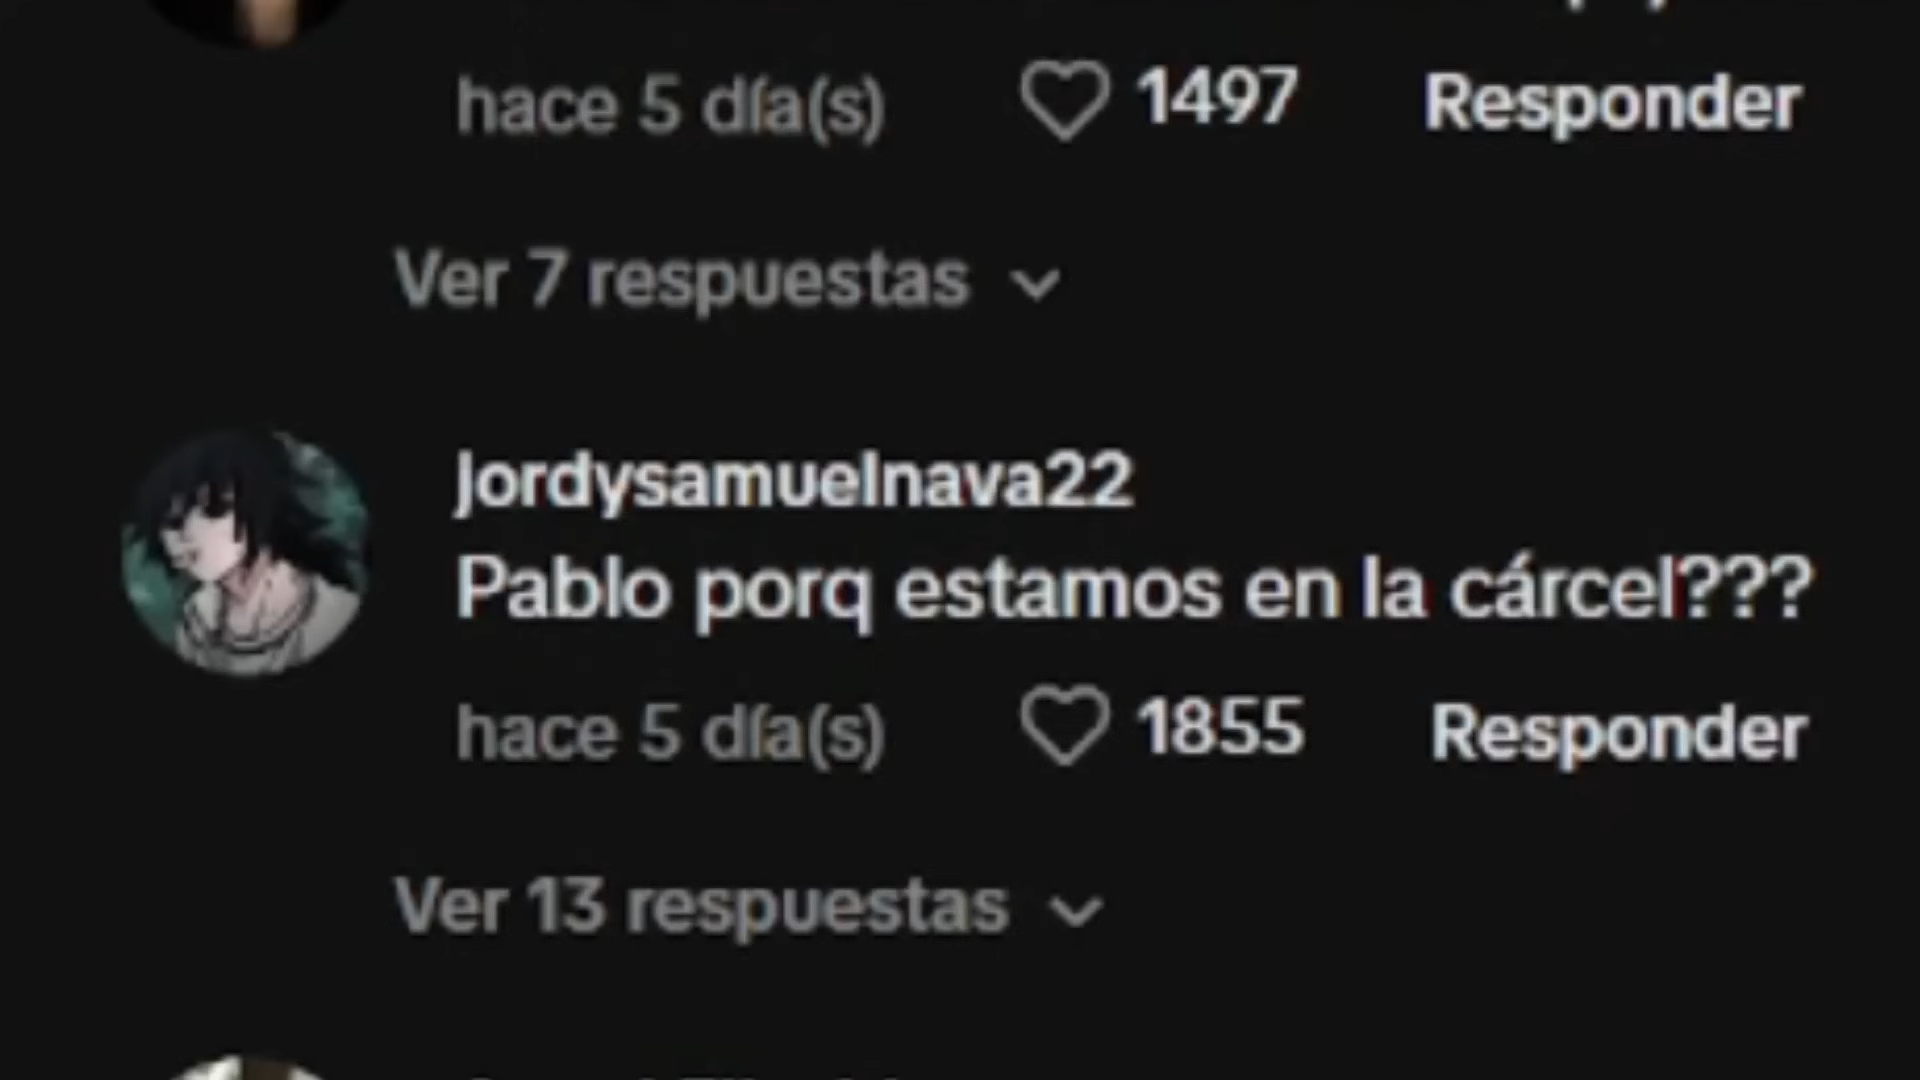 hace 5 día(s) 1497 Responder
Ver 7 respuestas
Jordysamuelnava22
Pablo porq estamos en la cárcel???
hace 5 día(s) 1855 Responder
Ver 13 respuestas